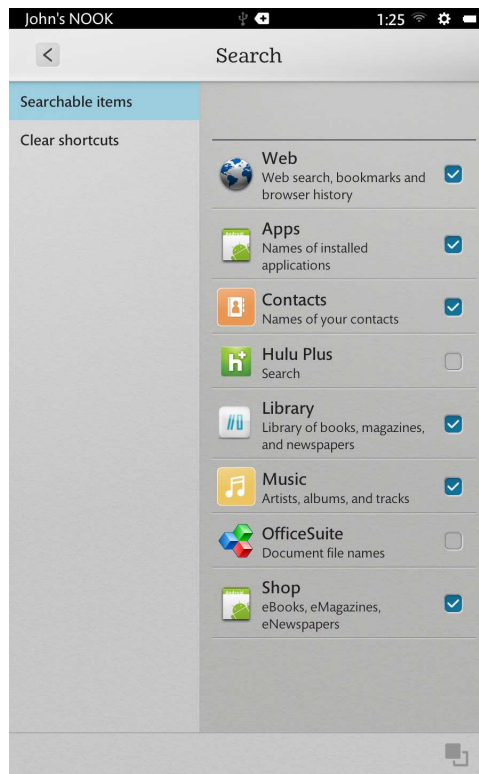 John's NOOK
1:25
Search
Searchable items
Clear shortcuts
Web
Web search, bookmarks and
browser history
Apps
Names of installed
applications
Contacts
Names of your contacts
h+
Hulu Plus
Search
Library
Library of books, magazines,
and newspapers
Music
Artists, albums, and tracks
OfficeSuite
Document file names
Shop
eBooks, eMagazines,
eNewspapers